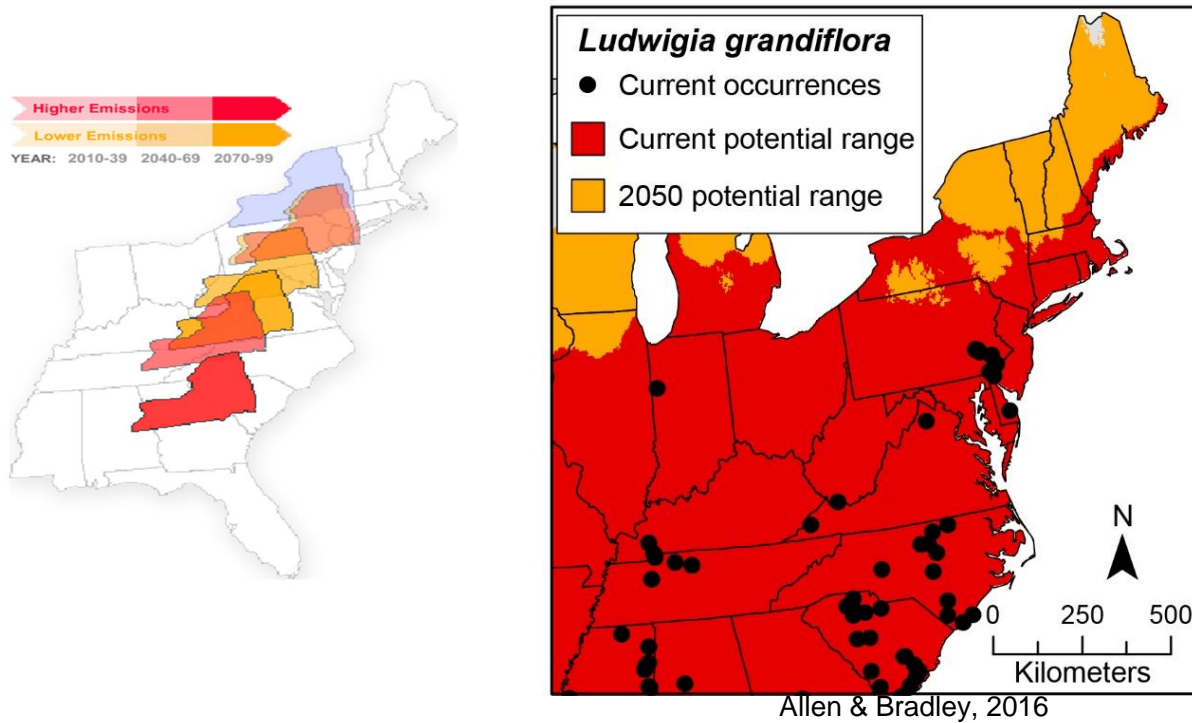 Higher Emissions
Lower Emissions
YEAR: 2010-39 2040-69 2070-99
Ludwigia grandiflora
Current occurrences
Current potential range
2050 potential range
N
0 250 500
Kilometers
Allen & Bradley, 2016